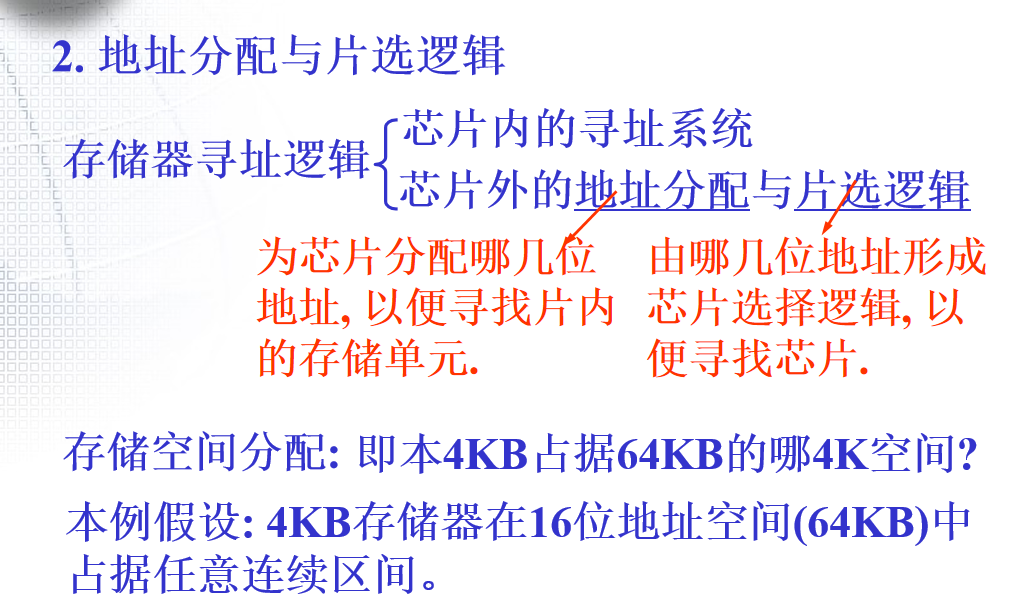 2. 地址分配与片选逻辑
存储器寻址逻辑
芯片内的寻址系统
芯片外的地址分配与片选逻辑
为芯片分配哪几位
地址, 以便寻找片内
的存储单元.
由哪几位地址形成
芯片选择逻辑, 以
便寻找芯片.
存储空间分配: 即本4KB占据64KB的哪4K空间?
本例假设: 4KB存储器在16位地址空间(64KB)中
占据任意连续区间。